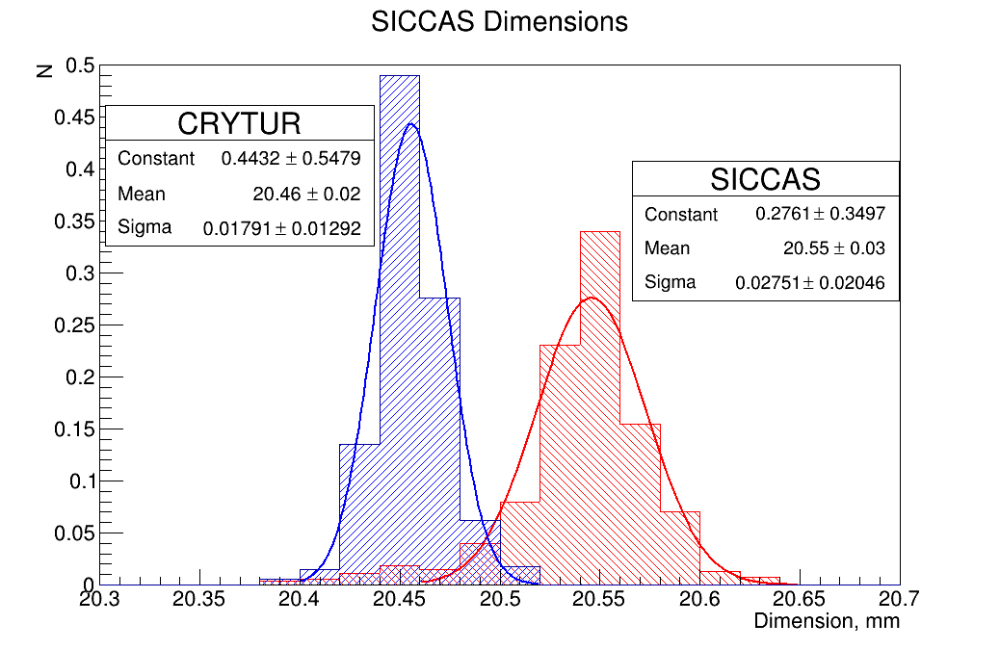 SICCAS Dimensions
N
0.5
0.45
0.4
0.35
0.3
0.25
0.2
0.15
0.1
0.05
0
CRYTUR
Constant 0.4432 ± 0.5479
Mean 20.46 ± 0.02
Sigma 0.01791 ± 0.01292
SICCAS
Constant 0.2761 ± 0.3497
Mean 20.55 ± 0.03
Sigma 0.02751 ± 0.02046
20.3 20.35 20.4 20.45 20.5 20.55 20.6 20.65 20.7
Dimension, mm